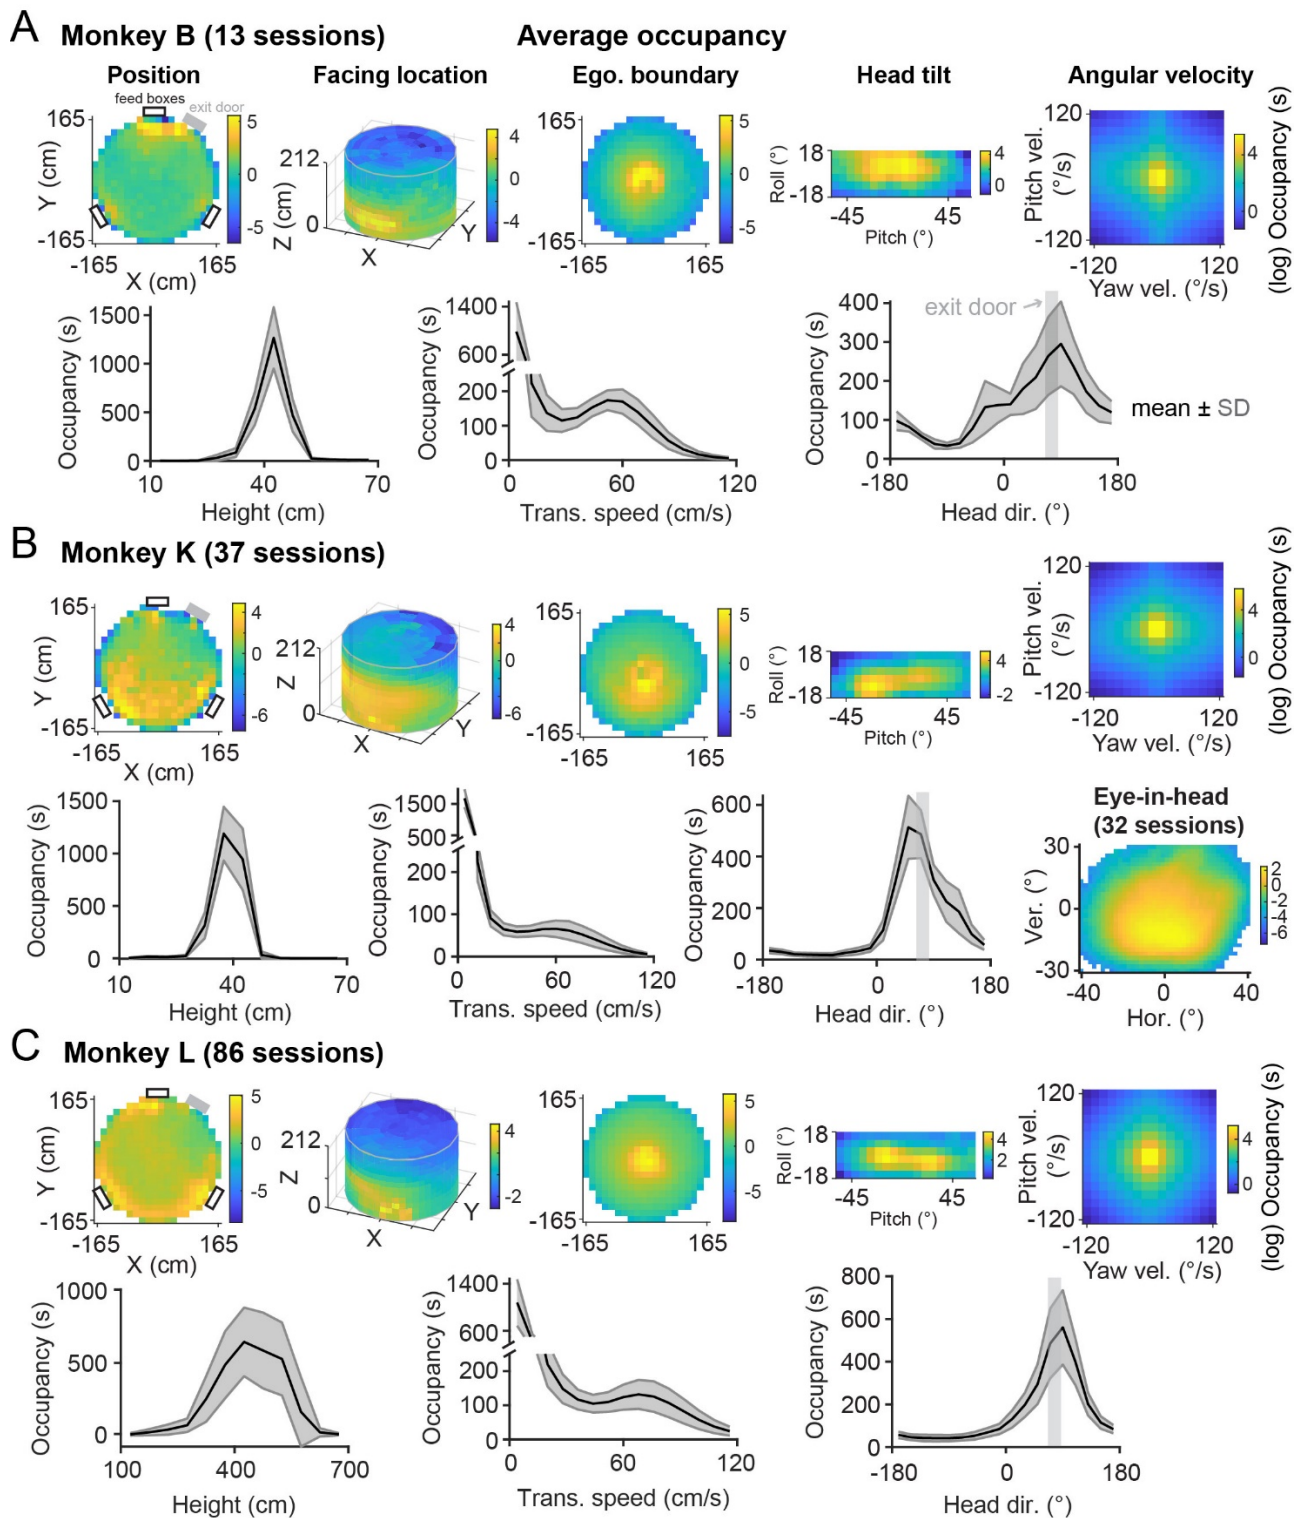 A Monkey B (13 sessions) Average occupancy
Position Facing location Ego. boundary Head tilt Angular velocity
feed boxes exit door
165 5 0 -5 -165 Y (cm) -165 165 X (cm)
212 0 Z (cm) X Y 4 0 -4
165 -165 5 0 -5 -165 165
Roll (°) 18 -18 4 0 -45 45 Pitch (°)
Pitch vel. (°/s) 120 -120 4 0 -120 120 Yaw vel. (°/s)
(log) Occupancy (s)
Occupancy (s) 1500 1000 500 0 10 40 70 Height (cm)
Occupancy (s) 1400 600 200 100 0 0 60 120 Trans. speed (cm/s)
exit door
Occupancy (s) 400 300 200 100 0 -180 0 180 Head dir. (°)
mean ± SD
B Monkey K (37 sessions)
165 4 0 -6 -165 Y (cm) -165 165 X (cm)
212 0 Z X Y 4 0 -6
165 -165 5 0 -5 -165 165
Roll (°) 18 -18 4 -2 -45 45 Pitch (°)
Pitch vel. (°/s) 120 -120 4 0 -120 120 Yaw vel. (°/s)
(log) Occupancy (s)
Occupancy (s) 1500 1000 500 0 10 40 70 Height (cm)
Occupancy (s) 1500 500 200 100 0 0 60 120 Trans. speed (cm/s)
Occupancy (s) 600 400 200 0 -180 0 180 Head dir. (°)
Eye-in-head
(32 sessions)
Ver. (°) 30 0 -30 2 0 -2 -4 -6 -40 0 40 Hor. (°)
C Monkey L (86 sessions)
165 5 0 -5 -165 Y (cm) -165 165 X (cm)
212 0 Z X Y 4 0 -2
165 -165 5 0 -5 -165 165
Roll (°) 18 -18 4 2 -45 45 Pitch (°)
Pitch vel. (°/s) 120 -120 4 0 -120 120 Yaw vel. (°/s)
(log) Occupancy (s)
Occupancy (s) 1000 500 0 100 400 700 Height (cm)
Occupancy (s) 1400 600 200 100 0 0 60 120 Trans. speed (cm/s)
Occupancy (s) 800 600 400 200 0 -180 0 180 Head dir. (°)